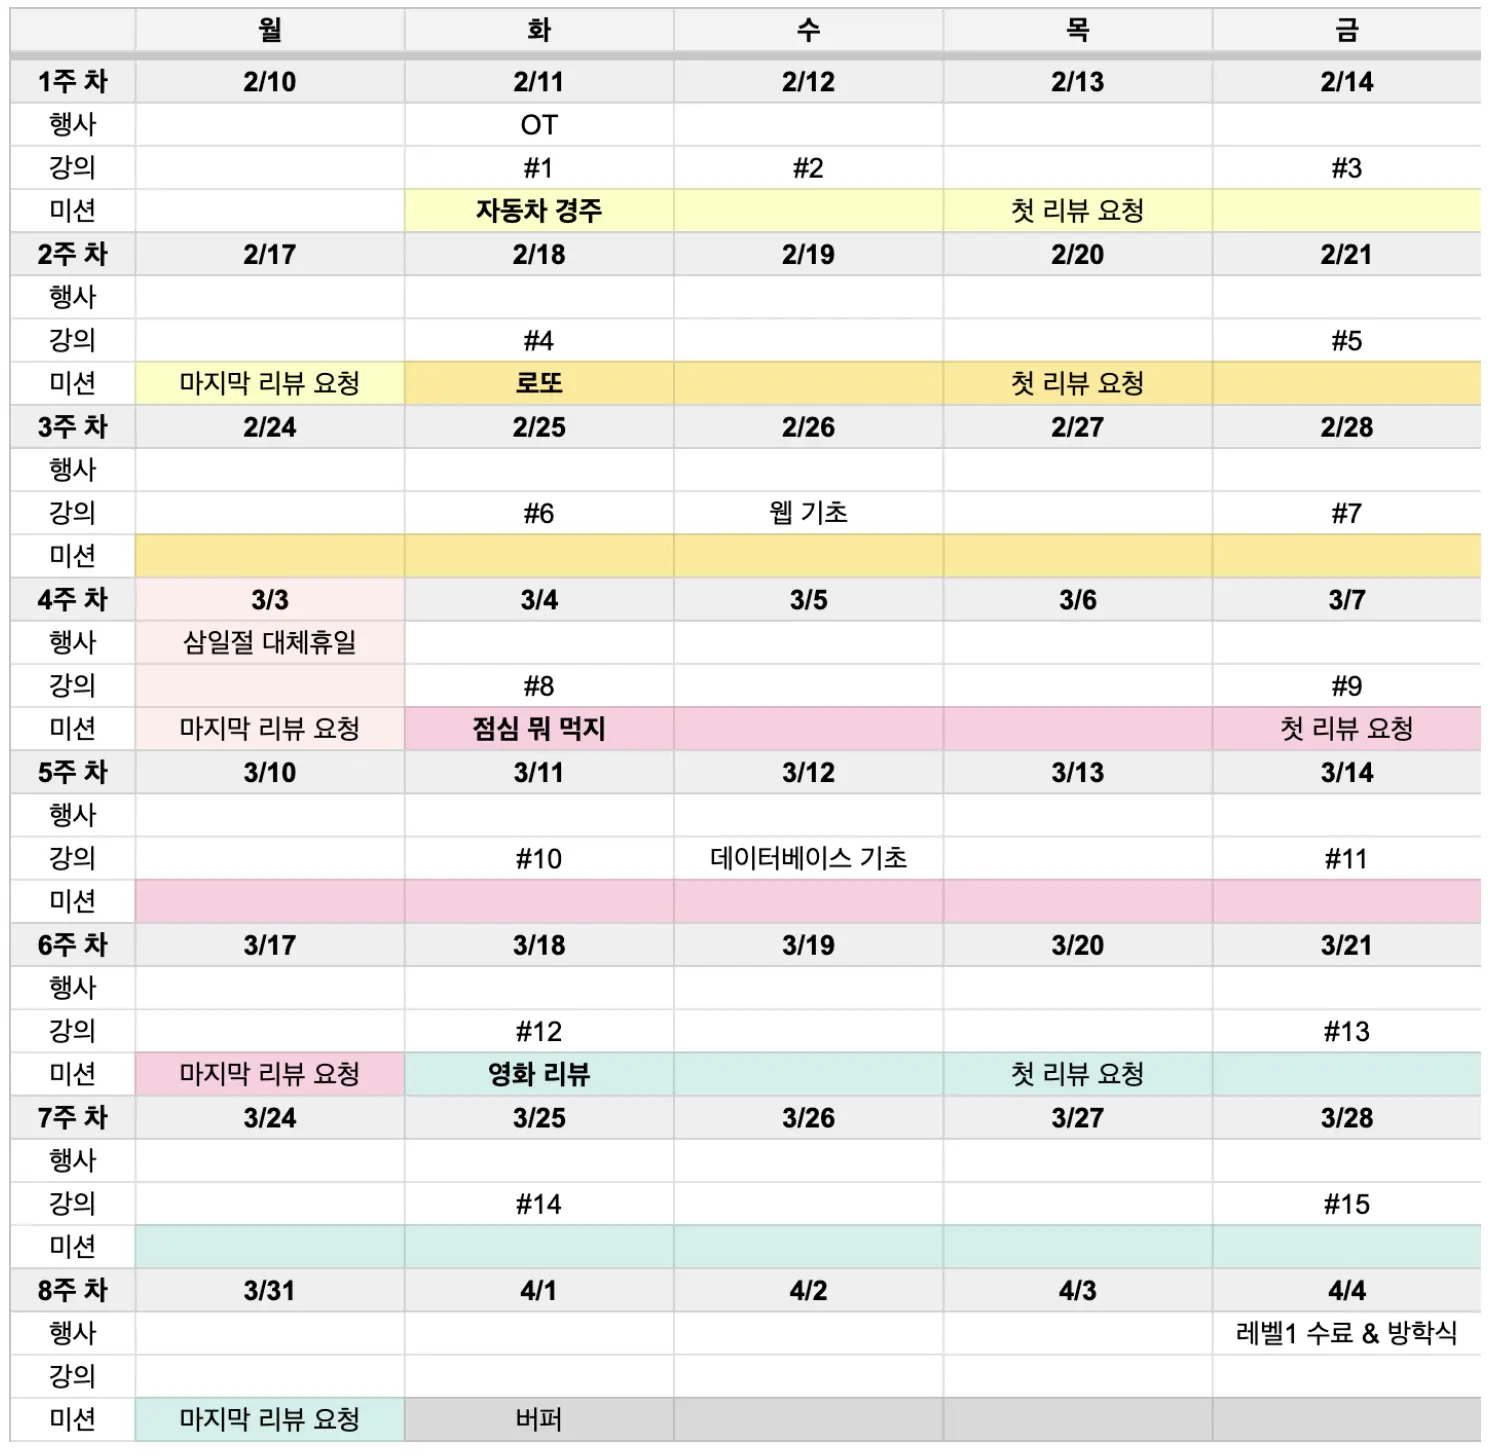 월 화 수 목 금
1주 차 2/10 2/11 2/12 2/13 2/14
행사 OT
강의 #1 #2 #3
미션 자동차 경주 첫 리뷰 요청
2주 차 2/17 2/18 2/19 2/20 2/21
행사
강의 #4 #5
미션 마지막 리뷰 요청 로또 첫 리뷰 요청
3주 차 2/24 2/25 2/26 2/27 2/28
행사
강의 #6 웹 기초 #7
미션
4주 차 3/3 3/4 3/5 3/6 3/7
행사 삼일절 대체휴일
강의 #8 #9
미션 마지막 리뷰 요청 점심 뭐 먹지 첫 리뷰 요청
5주 차 3/10 3/11 3/12 3/13 3/14
행사
강의 #10 데이터베이스 기초 #11
미션
6주 차 3/17 3/18 3/19 3/20 3/21
행사
강의 #12 #13
미션 마지막 리뷰 요청 영화 리뷰 첫 리뷰 요청
7주 차 3/24 3/25 3/26 3/27 3/28
행사
강의 #14 #15
미션
8주 차 3/31 4/1 4/2 4/3 4/4
행사 레벨1 수료 & 방학식
강의
미션 마지막 리뷰 요청 버퍼